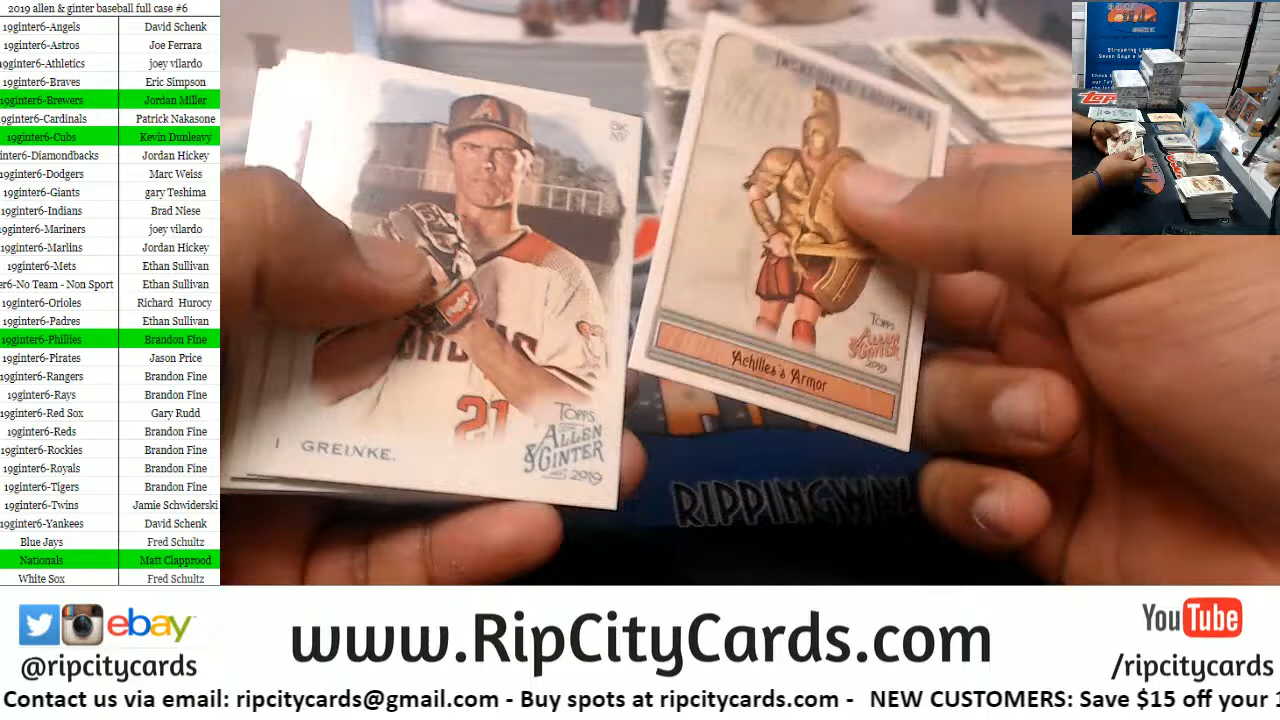 2019 allen & ginter baseball full case #6
19ginter6-Angels David Schenk
19ginter6-Astros Joe Ferrara
19ginter6-Athletics joey vilardo
19ginter6-Braves Eric Simpson
19ginter6-Brewers Jordan Miller
19ginter6-Cardinals Patrick Nakasone
19ginter6-Cubs Kevin Dunleavy
inter6-Diamondbacks Jordan Hickey
19ginter6-Dodgers Marc Weiss
19ginter6-Giants gary Teshima
19ginter6-Indians Brad Niese
19ginter6-Mariners joey vilardo
19ginter6-Marlins Jordan Hickey
19ginter6-Mets Ethan Sullivan
er6-No Team - Non Sport Ethan Sullivan
19ginter6-Orioles Richard Hurocy
19ginter6-Padres Ethan Sullivan
19ginter6-Phillies Brandon Fine
19ginter6-Pirates Jason Price
19ginter6-Rangers Brandon Fine
19ginter6-Rays Brandon Fine
19ginter6-Red Sox Gary Rudd
19ginter6-Reds Brandon Fine
19ginter6-Rockies Brandon Fine
19ginter6-Royals Brandon Fine
19ginter6-Tigers Brandon Fine
19ginter6-Twins Jamie Schwiderski
19ginter6-Yankees David Schenk
Blue Jays Fred Schultz
Nationals Matt Clapprood
White Sox Fred Schultz
A
21
GREINKE.
TOPPS
ALLEN
& GINTER
2019
Achilles's Armor
TOPPS
ALLEN
& GINTER
2019
Streaming
Seven Days a
TOPPS
ebay
@ripcitycards
www.RipCityCards.com
YouTube
/ripcitycards
Contact us via email: ripcitycards@gmail.com - Buy spots at ripcitycards.com - NEW CUSTOMERS: Save $15 off your 1